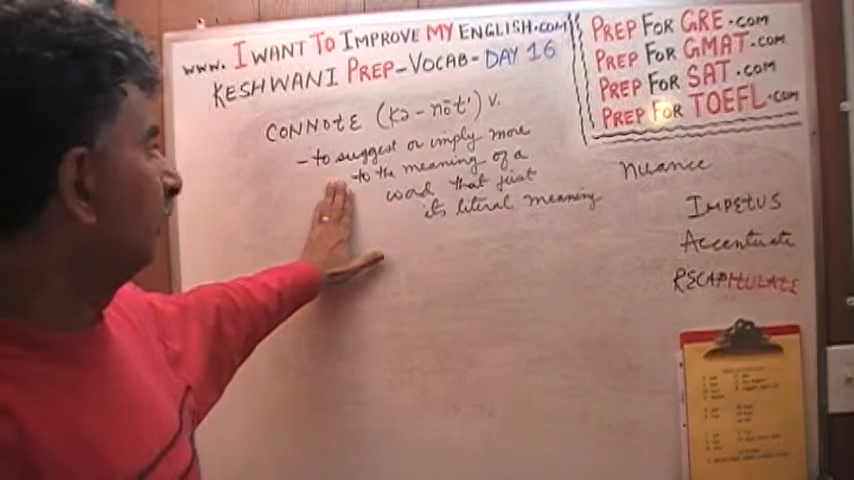 www. I WANT TO IMPROVE MY ENGLISH.COM
KESHWANI PREP-VOCAB-DAY 16
PREP FOR GRE.COM
PREP FOR GMAT.COM
PREP FOR SAT.COM
PREP FOR TOEFL.COM
CONNOTE (kə-nōt') v.
- to suggest or imply more
to the meaning of a
word that just
its literal meaning
nuance
IMPETUS
Accentuate
RECAPITULATE